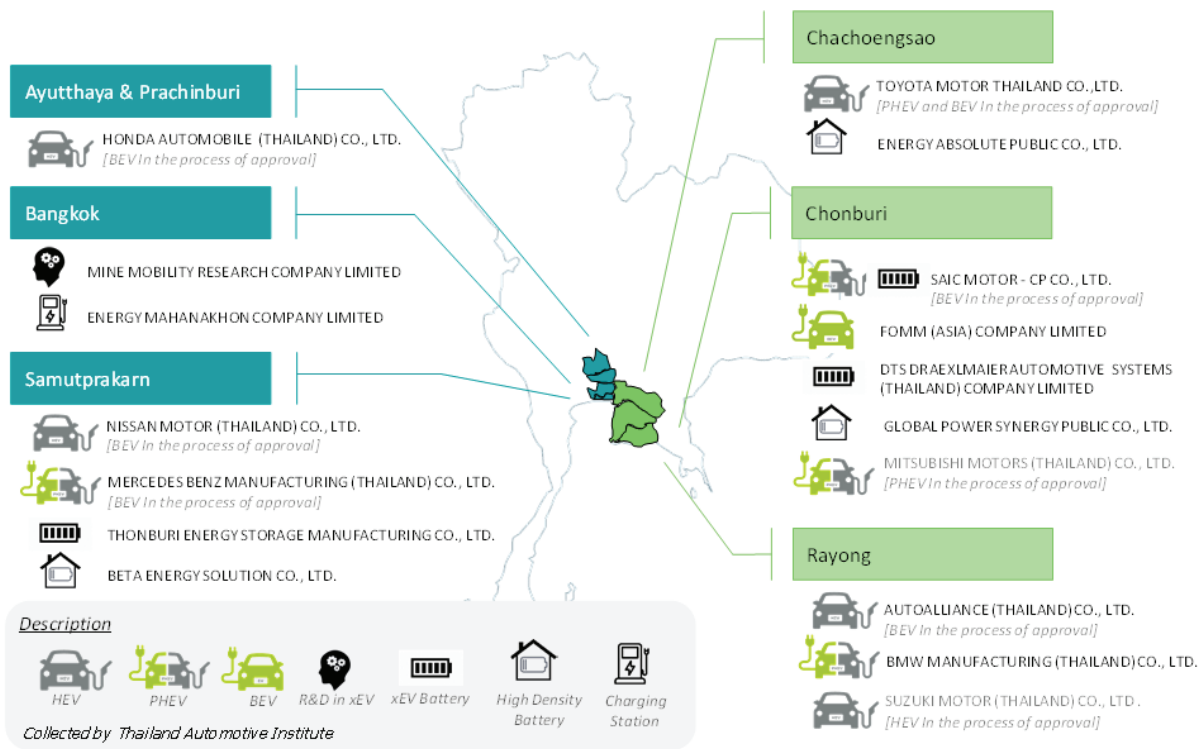 Ayutthaya & Prachinburi
HONDA AUTOMOBILE (THAILAND) CO., LTD.
[BEV In the process of approval]
Bangkok
MINE MOBILITY RESEARCH COMPANY LIMITED
ENERGY MAHANAKHON COMPANY LIMITED
Samutprakarn
NISSAN MOTOR (THAILAND) CO., LTD.
[BEV In the process of approval]
MERCEDES BENZ MANUFACTURING (THAILAND) CO., LTD.
[BEV In the process of approval]
THONBURI ENERGY STORAGE MANUFACTURING CO., LTD.
BETA ENERGY SOLUTION CO., LTD.
Chachoengsao
TOYOTA MOTOR THAILAND CO.,LTD.
[PHEV and BEV In the process of approval]
ENERGY ABSOLUTE PUBLIC CO., LTD.
Chonburi
SAIC MOTOR - CP CO., LTD.
[BEV In the process of approval]
FOMM (ASIA) COMPANY LIMITED
DTS DRAEXLMAIER AUTOMOTIVE SYSTEMS
(THAILAND) COMPANY LIMITED
GLOBAL POWER SYNERGY PUBLIC CO., LTD.
MITSUBISHI MOTORS (THAILAND) CO., LTD.
[PHEV In the process of approval]
Rayong
AUTOALLIANCE (THAILAND) CO., LTD.
[BEV In the process of approval]
BMW MANUFACTURING (THAILAND) CO., LTD.
SUZUKI MOTOR (THAILAND) CO., LTD.
[HEV In the process of approval]
Description
HEV
PHEV
BEV
R&D in xEV
xEV Battery
High Density
Battery
Charging
Station
Collected by Thailand Automotive Institute